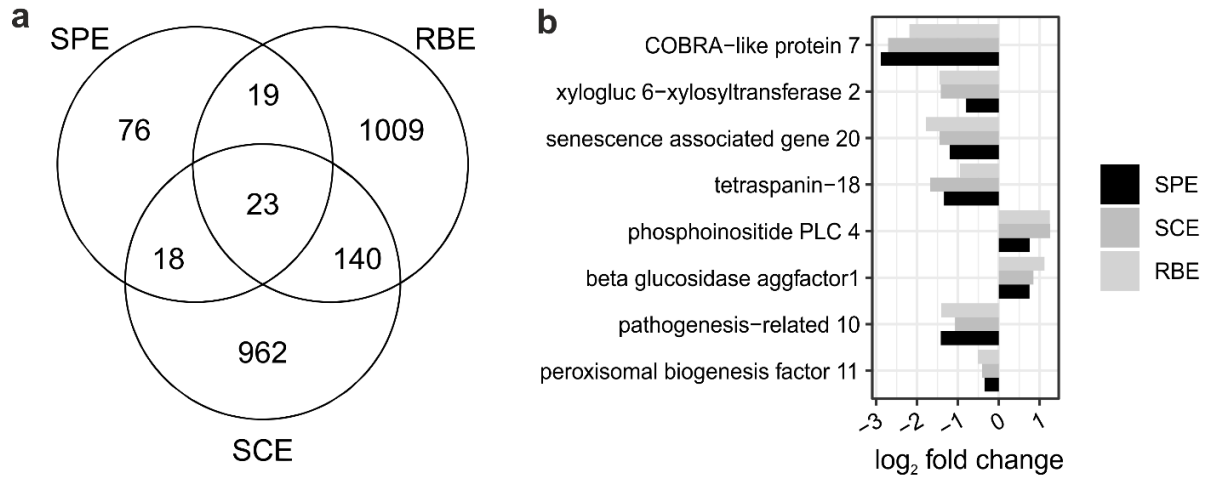 a
SPE
RBE
19
76
1009
23
18
140
962
SCE
b
COBRA−like protein 7
xylogluc 6−xylosyltransferase 2
senescence associated gene 20
tetraspanin−18
phosphoinositide PLC 4
beta glucosidase aggfactor1
pathogenesis−related 10
peroxisomal biogenesis factor 11
−3 −2 −1 0 1
log₂ fold change
SPE
SCE
RBE